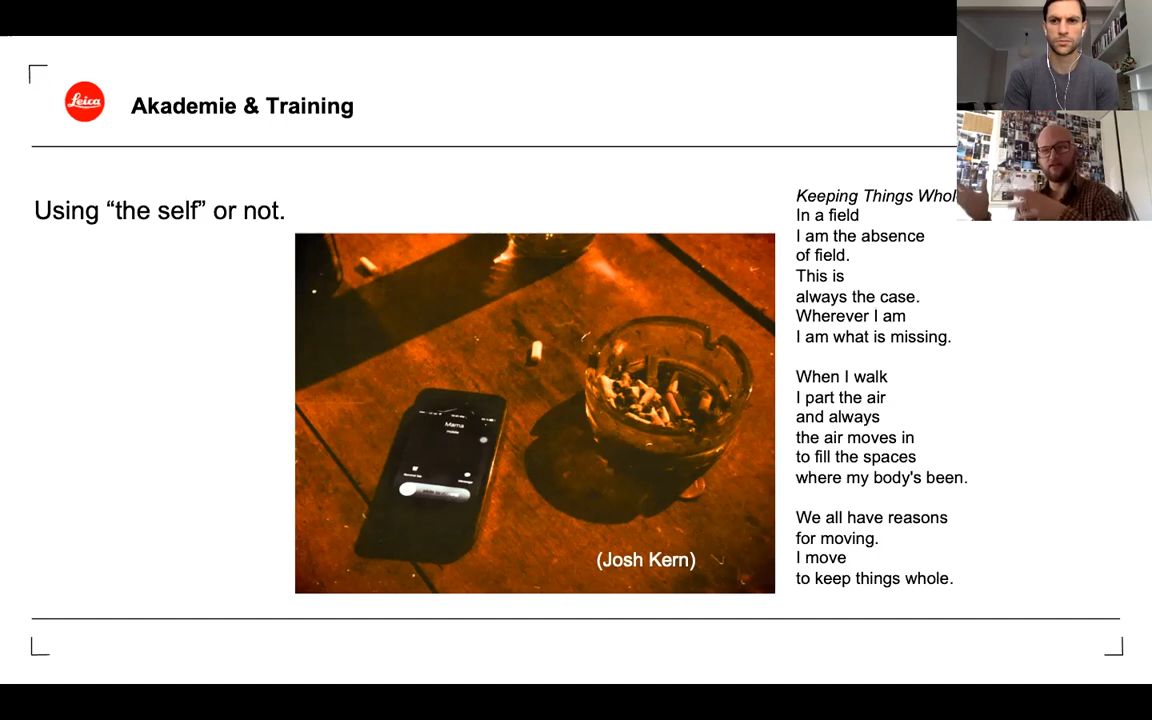 Leica
Akademie & Training
Using “the self” or not.
Keeping Things Whol
In a field
I am the absence
of field.
This is
always the case.
Wherever I am
I am what is missing.
When I walk
I part the air
and always
the air moves in
to fill the spaces
where my body's been.
We all have reasons
for moving.
I move
to keep things whole.
Mama
(Josh Kern)